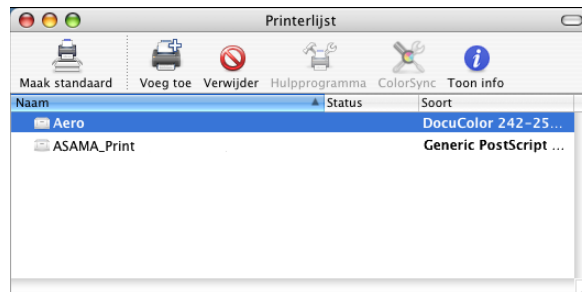 Printerlijst
Maak standaard Voeg toe Verwijder Hulpprogramma ColorSync Toon info
Naam Status Soort
Aero DocuColor 242-25...
ASAMA_Print Generic PostScript ...